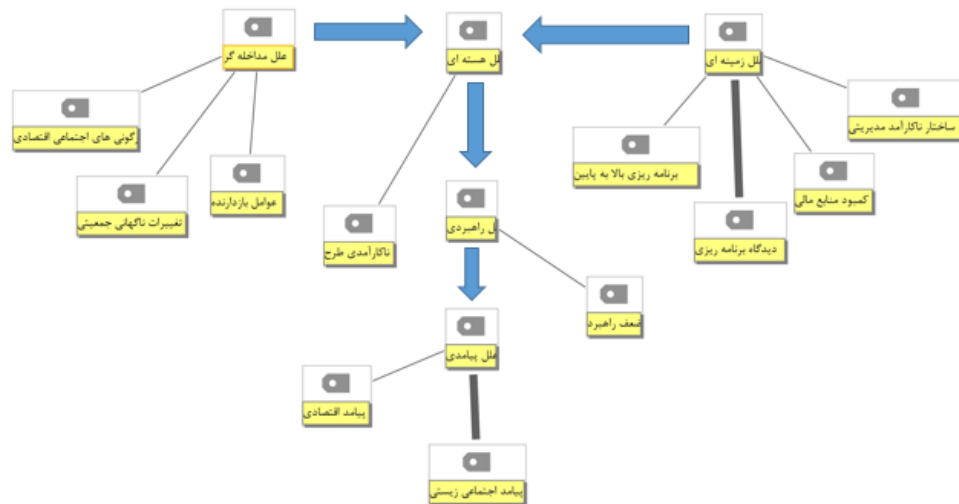 علل مداخله گر
لل هسته ای
لل زمینه ای
رگونی های اجتماعی اقتصادی
تغییرات ناگهانی جمعیتی
عوامل بازدارنده
ناکارآمدی طرح
ل راهبردی
برنامه ریزی بالا به پایین
دیدگاه برنامه ریزی
کمبود منابع مالی
ساختار ناکارآمد مدیریتی
ضعف راهبرد
علل پیامدی
پیامد اقتصادی
پیامد اجتماعی زیستی